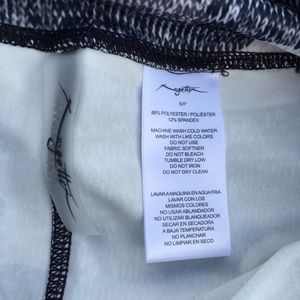 S/P
88% POLYESTER / POLIÉSTER
12% SPANDEX
MACHINE WASH COLD WATER
WASH WITH LIKE COLORS
DO NOT USE
FABRIC SOFTNER
DO NOT BLEACH
TUMBLE DRY LOW
DO NOT IRON
DO NOT DRY CLEAN
LAVAR A MAQUINA EN AGUA FRIA
LAVAR CON LOS
MISMOS COLORES
NO USAR ABLANDADOR
NO UTILIZAR BLANQUEADOR
SECAR EN SECADORA
A BAJA TEMPERATURA
NO PLANCHAR
NO LIMPIAR EN SECO